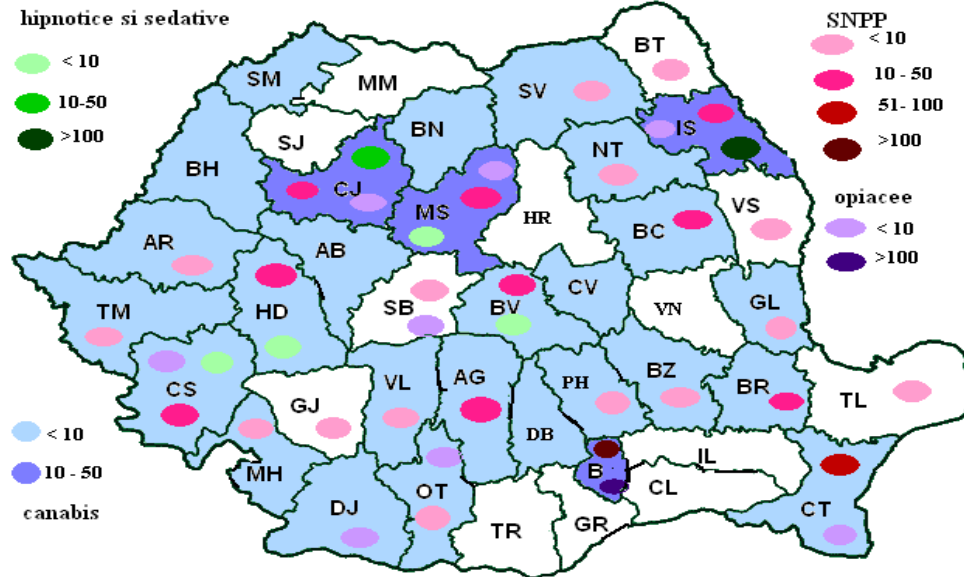 hipnotice si sedative
< 10
10-50
>100
SNPP
< 10
10 - 50
51- 100
>100
opiacee
< 10
>100
SM
MM
BT
SV
BN
SJ
IS
BH
NT
CJ
MS
HR
VS
AR
AB
BC
TM
HD
SB
BV
CV
VN
GL
CS
GJ
VL
AG
PH
BZ
BR
TL
DB
MH
B
IL
CL
DJ
OT
TR
GR
CT
< 10
10 - 50
canabis